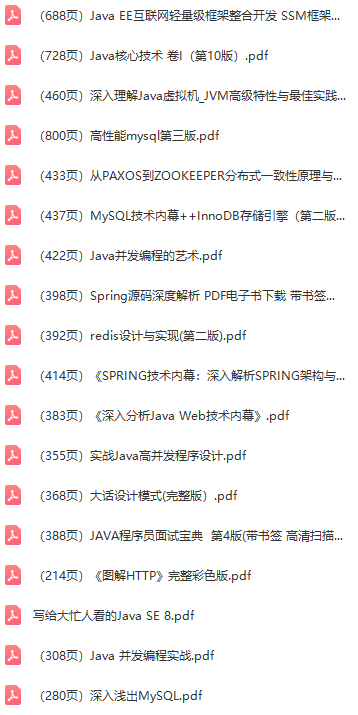 （688页）Java EE互联网轻量级框架整合开发 SSM框架...
（728页）Java核心技术 卷I（第10版）.pdf
（460页）深入理解Java虚拟机_JVM高级特性与最佳实践...
（800页）高性能mysql第三版.pdf
（433页）从PAXOS到ZOOKEEPER分布式一致性原理与...
（437页）MySQL技术内幕++InnoDB存储引擎（第二版...
（422页）Java并发编程的艺术.pdf
（398页）Spring源码深度解析 PDF电子书下载 带书签...
（392页）redis设计与实现(第二版).pdf
（414页）《SPRING技术内幕：深入解析SPRING架构与...
（383页）《深入分析Java Web技术内幕》.pdf
（355页）实战Java高并发程序设计.pdf
（368页）大话设计模式(完整版）.pdf
（388页）JAVA程序员面试宝典 第4版(带书签 高清扫描...
（214页）《图解HTTP》完整彩色版.pdf
写给大忙人看的Java SE 8.pdf
（308页）Java 并发编程实战.pdf
（280页）深入浅出MySQL.pdf